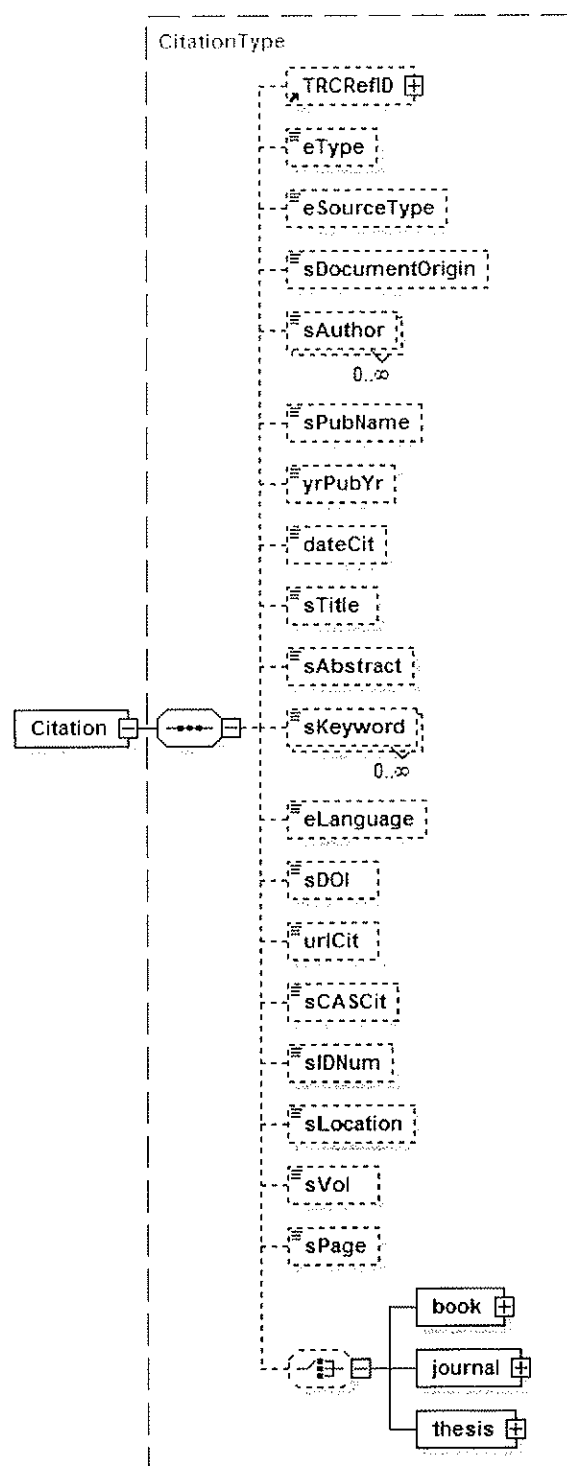 CitationType
TRCRefID
eType
eSourceType
sDocumentOrigin
sAuthor
0..∞
sPubName
yrPubYr
dateCit
sTitle
sAbstract
Citation
sKeyword
0..∞
eLanguage
sDOI
urlCit
sCASCit
sIDNum
sLocation
sVol
sPage
book
journal
thesis